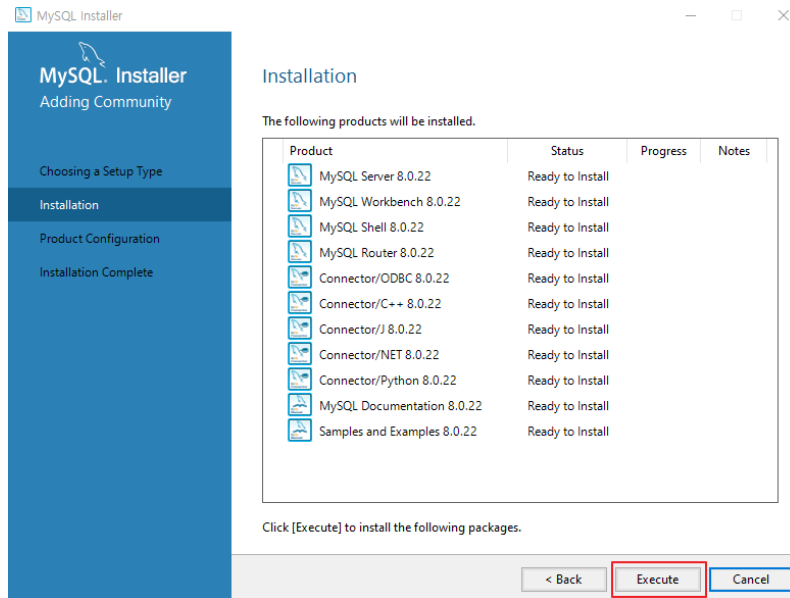 MySQL Installer
MySQL. Installer
Adding Community
Choosing a Setup Type
Installation
Product Configuration
Installation Complete
Installation
The following products will be installed.
Product Status Progress Notes
MySQL Server 8.0.22 Ready to Install
MySQL Workbench 8.0.22 Ready to Install
MySQL Shell 8.0.22 Ready to Install
MySQL Router 8.0.22 Ready to Install
Connector/ODBC 8.0.22 Ready to Install
Connector/C++ 8.0.22 Ready to Install
Connector/J 8.0.22 Ready to Install
Connector/NET 8.0.22 Ready to Install
Connector/Python 8.0.22 Ready to Install
MySQL Documentation 8.0.22 Ready to Install
Samples and Examples 8.0.22 Ready to Install
Click [Execute] to install the following packages.
< Back Execute Cancel